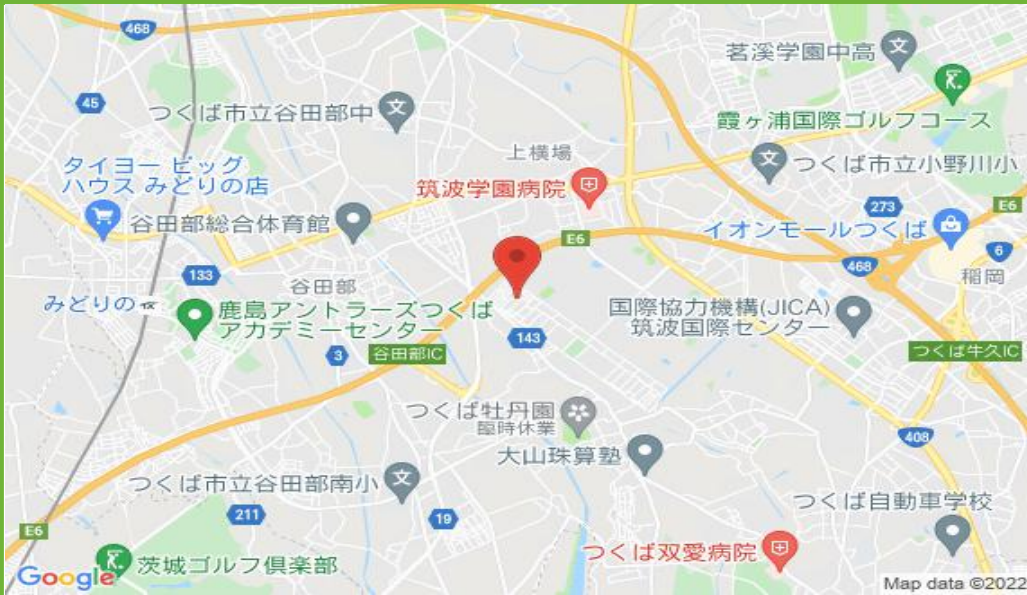 468
茗溪学園中高
45
つくば市立谷田部中
霞ヶ浦国際ゴルフコース
上横場
つくば市立小野川小
タイヨー ビッグ
ハウス みどりの店
筑波学園病院
273
E6
谷田部総合体育館
E6
イオンモールつくば
6
468
稲岡
133
谷田部
みどりの
鹿島アントラーズつくば
アカデミーセンター
国際協力機構(JICA)
筑波国際センター
143
3
谷田部IC
つくば牛久IC
つくば牡丹園
臨時休業
408
大山珠算塾
つくば市立谷田部南小
つくば自動車学校
211
19
E6
つくば双愛病院
茨城ゴルフ倶楽部
Google
Map data ©2022